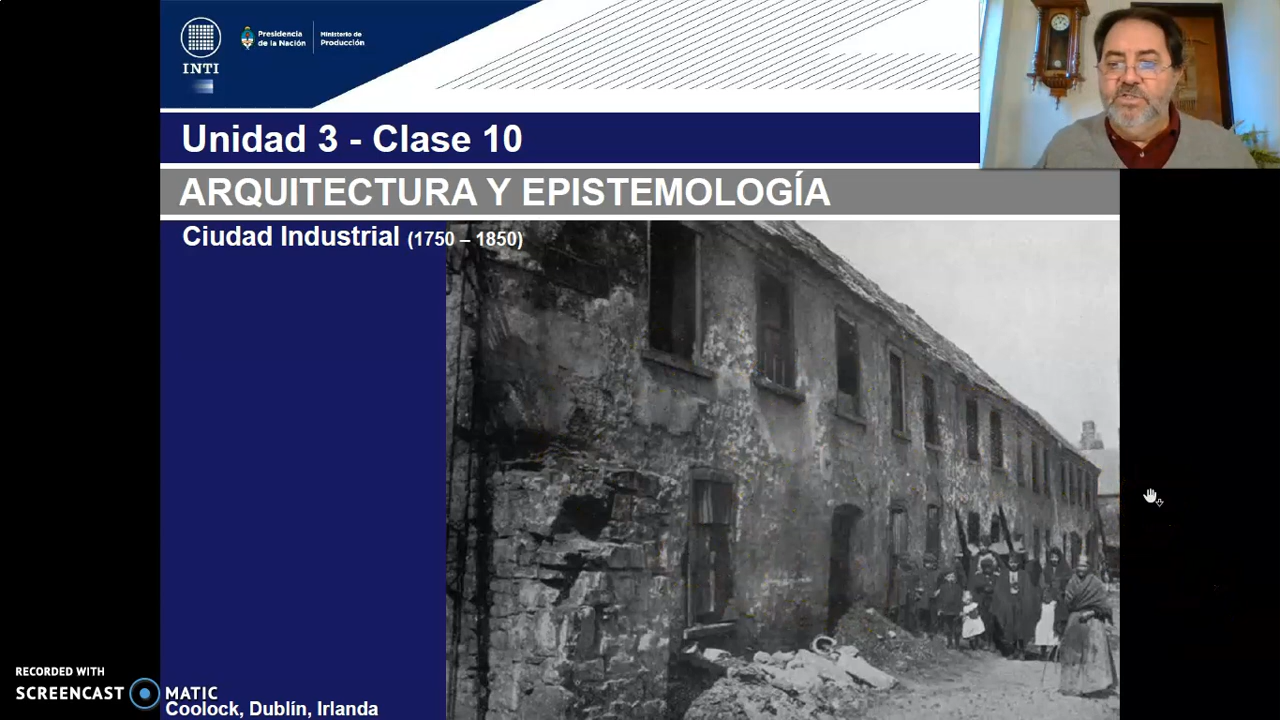 INTI
Presidencia
de la Nación
Ministerio de
Producción
Unidad 3 - Clase 10
ARQUITECTURA Y EPISTEMOLOGÍA
Ciudad Industrial (1750 – 1850)
RECORDED WITH
SCREENCAST MATIC
Coolock, Dublín, Irlanda